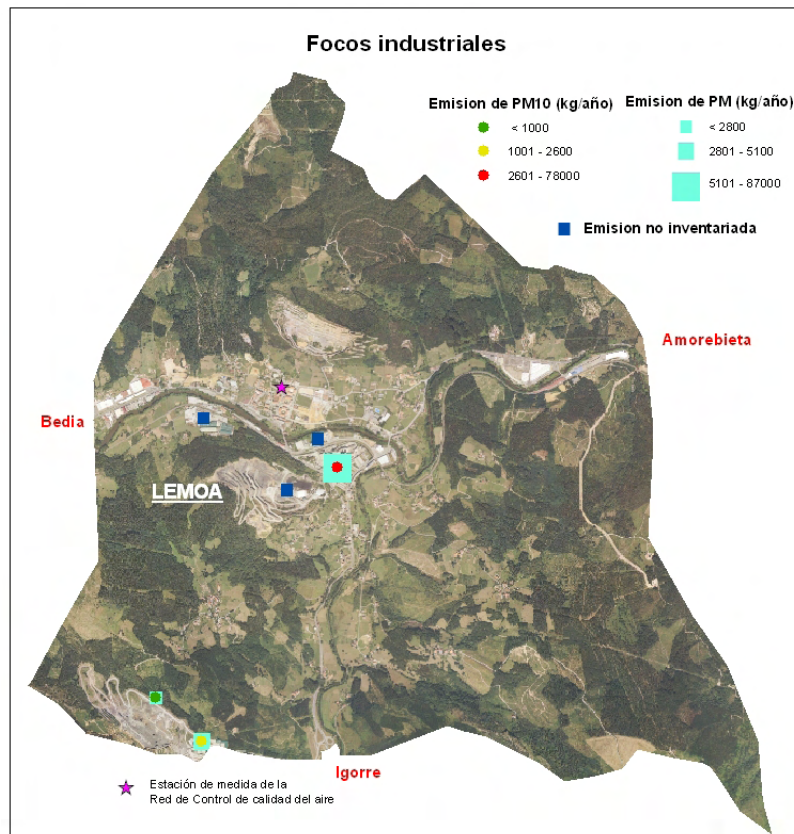 Focos industriales
Emision de PM10 (kg/año)
< 1000
1001 - 2600
2601 - 78000
Emision de PM (kg/año)
< 2800
2801 - 5100
5101 - 87000
Emision no inventariada
Amorebieta
Bedia
LEMOA
Igorre
Estación de medida de la
Red de Control de calidad del aire